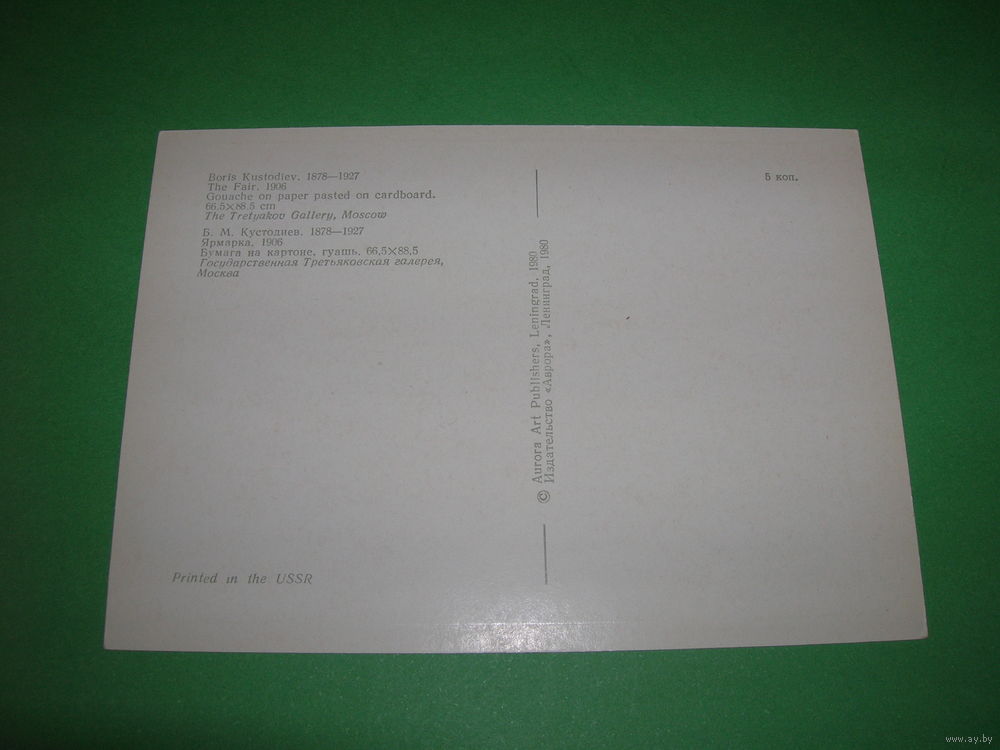 Boris Kustodiev. 1878—1927
The Fair. 1906
Gouache on paper pasted on cardboard.
66,5×88,5 cm
The Tretyakov Gallery, Moscow
Б. М. Кустодиев. 1878—1927
Ярмарка. 1906
Бумага на картоне, гуашь. 66,5×88,5
Государственная Третьяковская галерея,
Москва
Printed in the USSR
© Aurora Art Publishers, Leningrad, 1980
Издательство «Аврора», Ленинград, 1980
5 коп.
www.ay.by